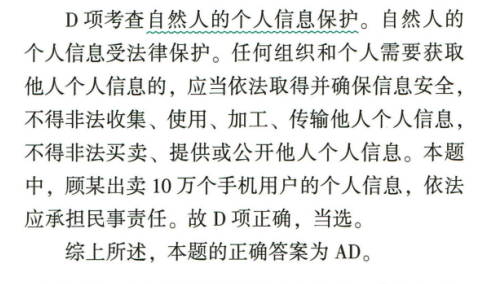 D 项考查自然人的个人信息保护。自然人的
个人信息受法律保护。任何组织和个人需要获取
他人个人信息的，应当依法取得并确保信息安全，
不得非法收集、使用、加工、传输他人个人信息，
不得非法买卖、提供或公开他人个人信息。本题
中，顾某出卖 10 万个手机用户的个人信息，依法
应承担民事责任。故 D 项正确，当选。
综上所述，本题的正确答案为 AD。